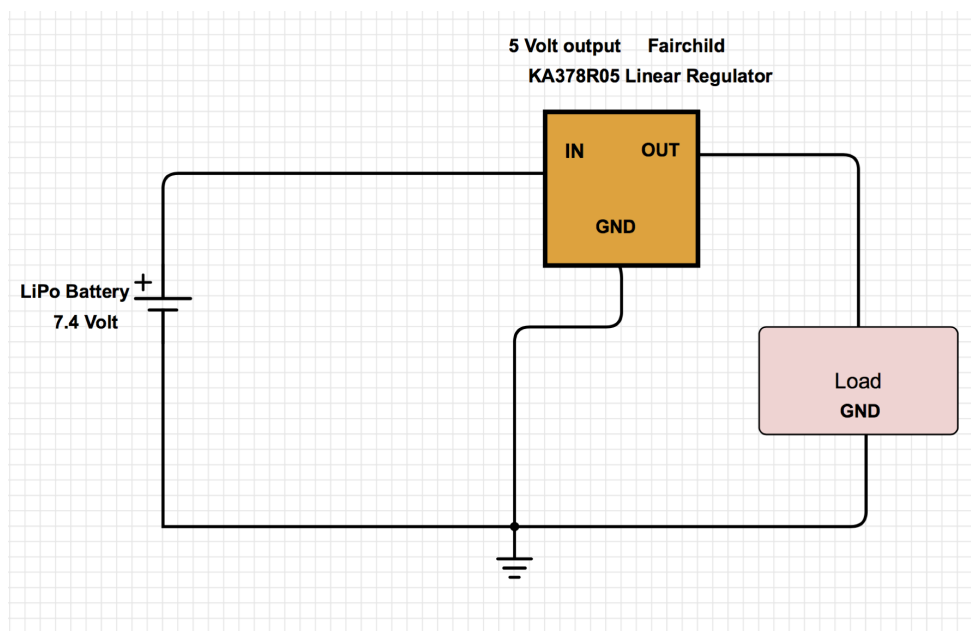 5 Volt output Fairchild
KA378R05 Linear Regulator
IN OUT
GND
+
LiPo Battery
7.4 Volt
Load
GND